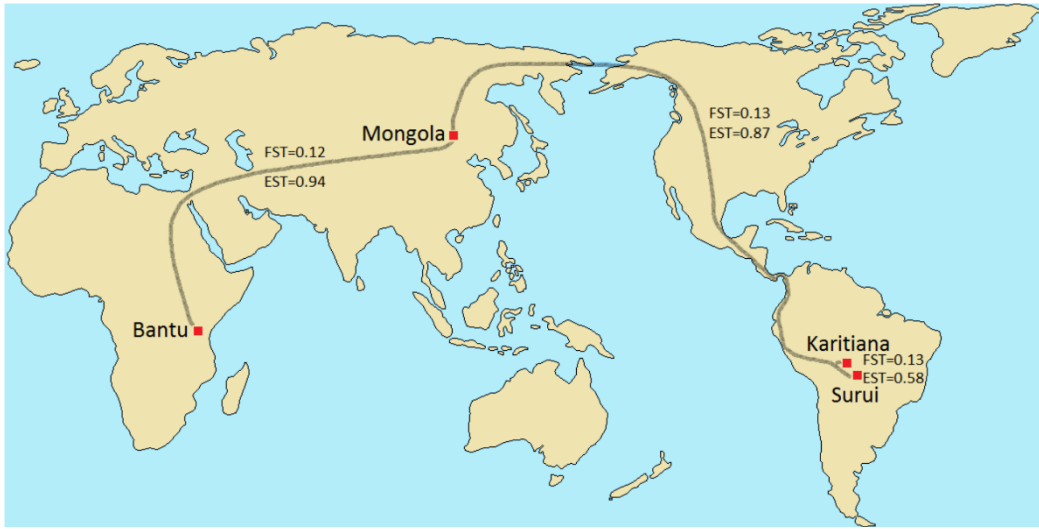 FST=0.13
EST=0.87
Mongola
FST=0.12
EST=0.94
Bantu
Karitiana
FST=0.13
EST=0.58
Surui